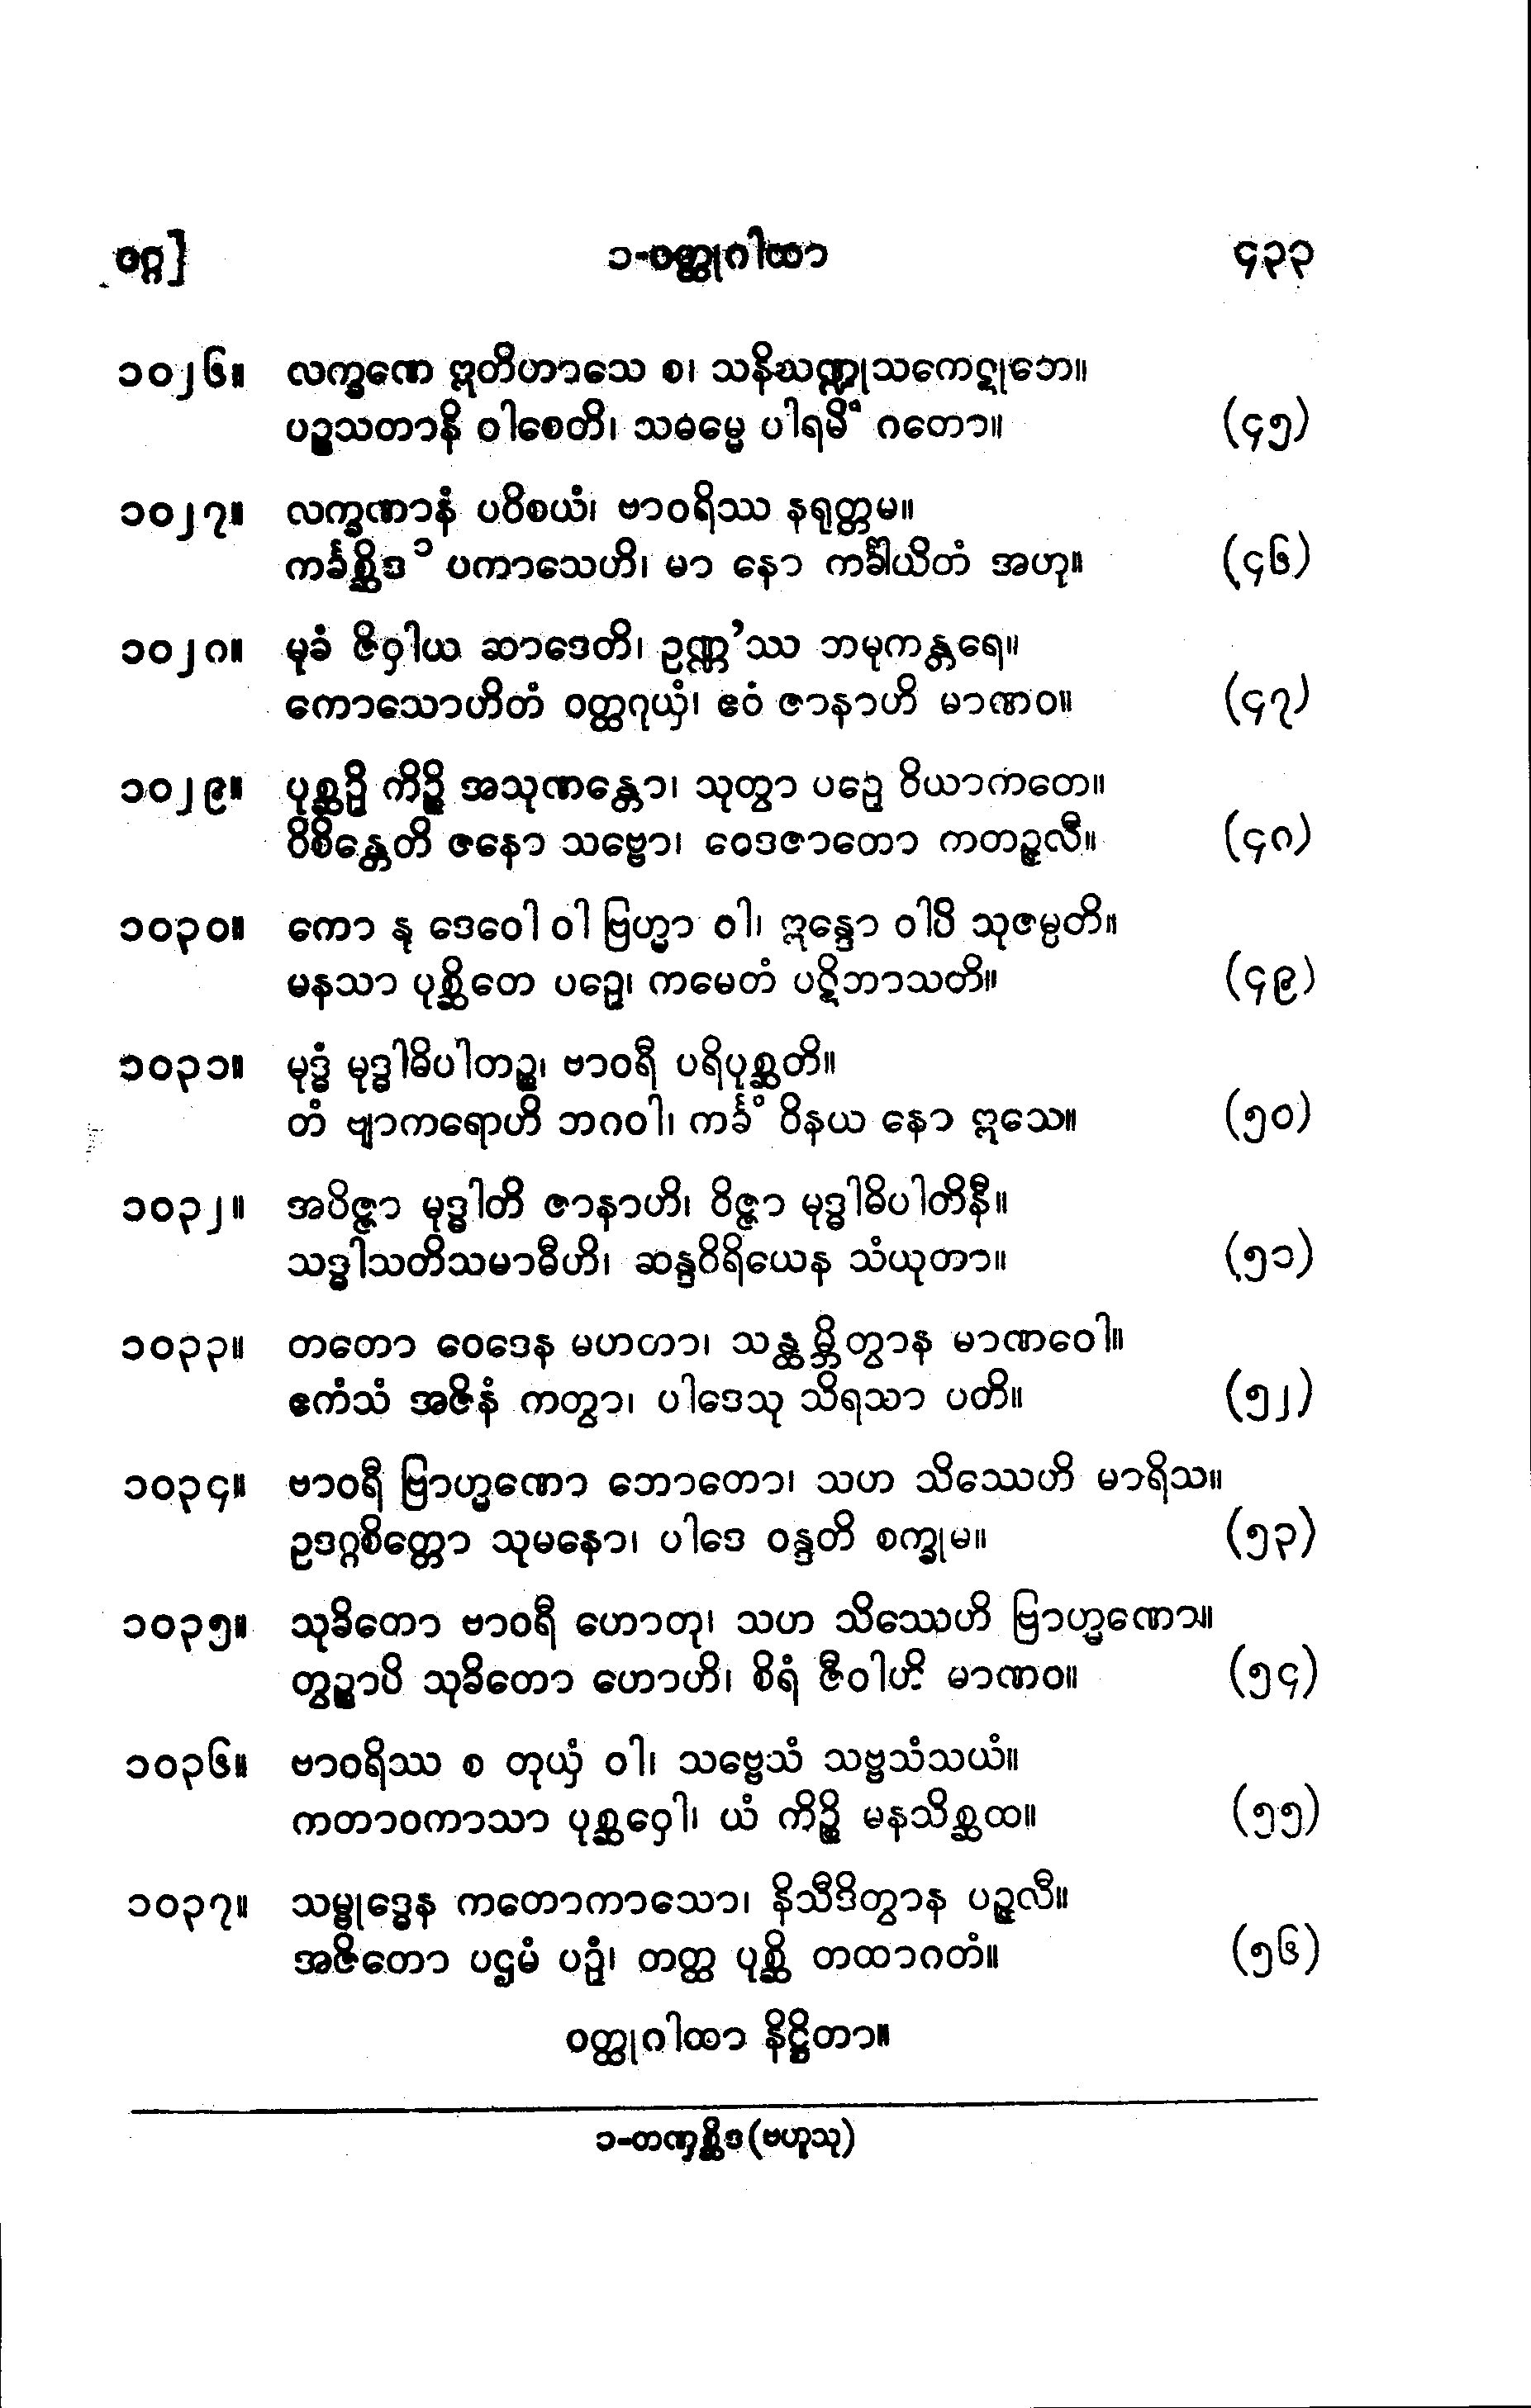 ဝဂ္ဂ] ၁-ဝတ္ထုဂါထာ ၄၃၃
၁၀၂၆။ လက္ခဏေ ဣတိဟာသေ စ၊ သနိဃဏ္ဍုသကေဋုဘေ။
ပဉ္စသတာနိ ဝါစေတိ၊ သဓမ္မေ ပါရမိံ ဂတော။ (၄၅)
၁၀၂၇။ လက္ခဏာနံ ပဝိစယံ၊ ဗာဝရိဿ နရုတ္တမ။
ကင်္ခစ္ဆိဒ ၁ ပကာသေဟိ၊ မာ နော ကင်္ခါယိတံ အဟု။ (၄၆)
၁၀၂၈။ မုခံ ဇိဝှါယ ဆာဒေတိ၊ ဥဏ္ဏ’ဿ ဘမုကန္တရေ။
ကောသောဟိတံ ဝတ္ထဂုယှံ၊ ဧဝံ ဇာနာဟိ မာဏဝ။ (၄၇)
၁၀၂၉။ ပုစ္ဆဉှိ ကိဉ္စိ အသုဏန္တော၊ သုတွာ ပဉှေ ဝိယာကတေ။
ဝိစိန္တေတိ ဇနော သဗ္ဗော၊ ဝေဒဇာတော ကတဉ္ဇလီ။ (၄၈)
၁၀၃၀။ ကော နု ဒေဝေါ ဝါ ဗြဟ္မာ ဝါ၊ ဣန္ဒော ဝါပိ သုဇမ္ပတိ။
မနသာ ပုစ္ဆိတေ ပဉှေ၊ ကမေတံ ပဋိဘာသတိ။ (၄၉)
၁၀၃၁။ မုဒ္ဓံ မုဒ္ဓါဓိပါတဉ္စ၊ ဗာဝရီ ပရိပုစ္ဆတိ။
တံ ဗျာကရောဟိ ဘဂဝါ၊ ကင်္ခံ ဝိနယ နော ဣသေ။ (၅၀)
၁၀၃၂။ အဝိဇ္ဇာ မုဒ္ဓါတိ ဇာနာဟိ၊ ဝိဇ္ဇာ မုဒ္ဓါဓိပါတိနီ။
သဒ္ဓါသတိသမာဓီဟိ၊ ဆန္ဒဝိရိယေန သံယုတာ။ (၅၁)
၁၀၃၃။ တတော ဝေဒေန မဟတာ၊ သန္ထမ္ဘိတွာန မာဏဝေါ။
ဧကံသံ အဇိနံ ကတွာ၊ ပါဒေသု သိရသာ ပတိ။ (၅၂)
၁၀၃၄။ ဗာဝရီ ဗြာဟ္မဏော ဘောတော၊ သဟ သိဿေဟိ မာရိသ။
ဥဒဂ္ဂစိတ္တော သုမနော၊ ပါဒေ ဝန္ဒတိ စက္ခုမ။ (၅၃)
၁၀၃၅။ သုခိတော ဗာဝရီ ဟောတု၊ သဟ သိဿေဟိ ဗြာဟ္မဏော။
တွဉ္စာပိ သုခိတော ဟောဟိ၊ စိရံ ဇီဝါဟိ မာဏဝ။ (၅၄)
၁၀၃၆။ ဗာဝရိဿ စ တုယှံ ဝါ၊ သဗ္ဗေသံ သဗ္ဗသံသယံ။
ကတာဝကာသာ ပုစ္ဆဝှေါ၊ ယံ ကိဉ္စိ မနသိစ္ဆထ။ (၅၅)
၁၀၃၇။ သမ္ဗုဒ္ဓေန ကတောကာသော၊ နိသီဒိတွာန ပဉ္ဇလီ။
အဇိတော ပဌမံ ပဉှံ၊ တတ္ထ ပုစ္ဆိ တထာဂတံ။ (၅၆)
ဝတ္ထုဂါထာ နိဋ္ဌိတာ။
၁-တဏှစ္ဆိဒ(ဗဟူသု)